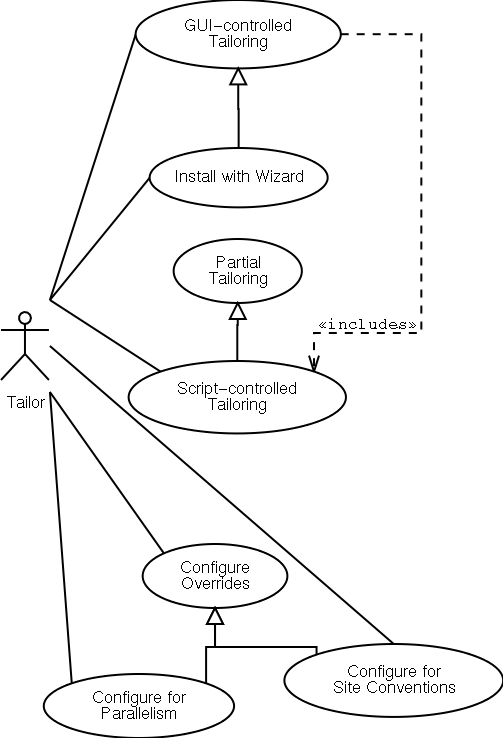 GUI-controlled
Tailoring
Install with Wizard
Partial
Tailoring
«includes»
Script-controlled
Tailoring
Tailor
Configure
Overrides
Configure for
Site Conventions
Configure for
Parallelism